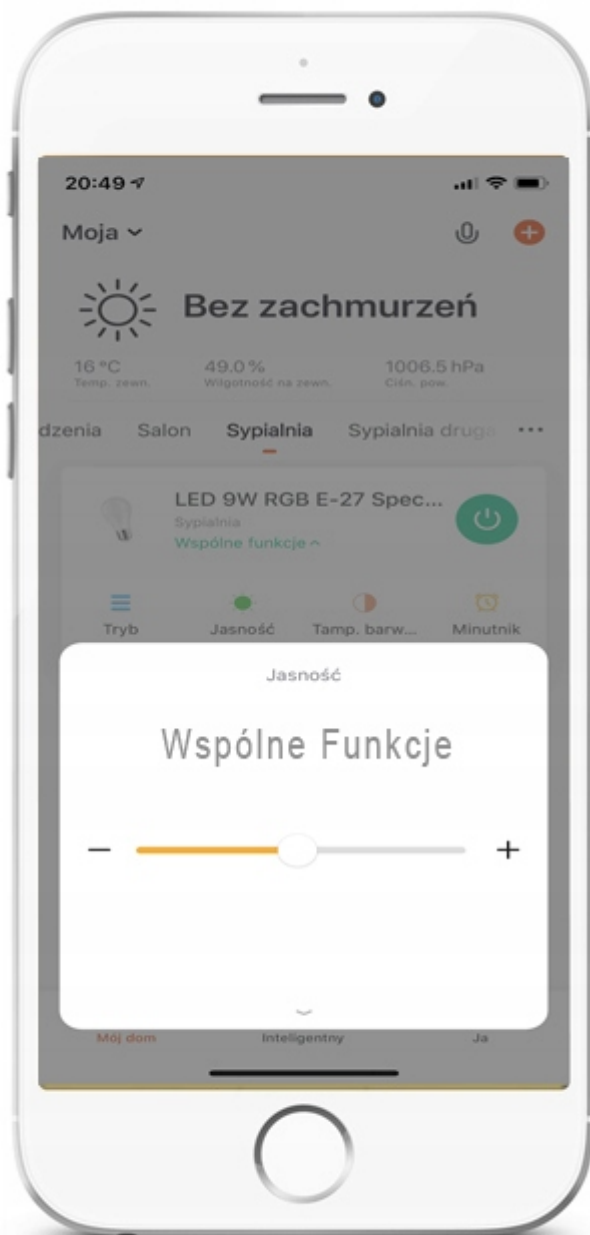 20:49
Moja
Bez zachmurzeń
16 °C 49.0 % 1006.5 hPa
Temp. zewn. Wilgotność na zewn. Ciśn. pow.
dzenia Salon Sypialnia Sypialnia druga ...
LED 9W RGB E-27 Spec...
Sypialnia
Wspólne funkcje
Tryb Jasność Tamp. barw... Minutnik
Jasność
Wspólne Funkcje
Mój dom Inteligentny Ja